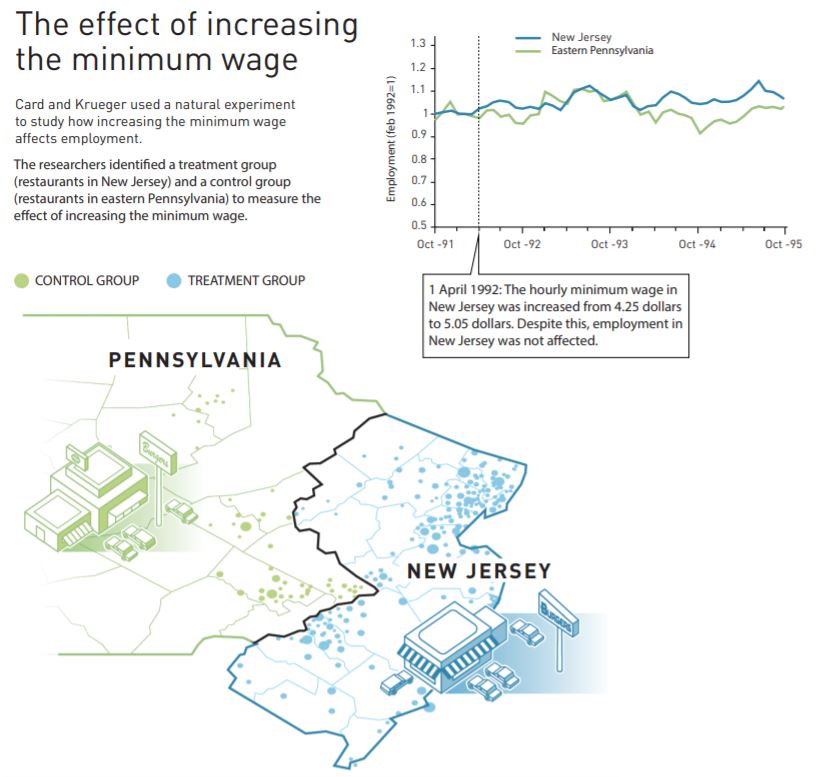 The effect of increasing
the minimum wage
Card and Krueger used a natural experiment
to study how increasing the minimum wage
affects employment.
The researchers identified a treatment group
(restaurants in New Jersey) and a control group
(restaurants in eastern Pennsylvania) to measure the
effect of increasing the minimum wage.
New Jersey
Eastern Pennsylvania
Employment (feb 1992=1)
1.3
1.2
1.1
1
0.9
0.8
0.7
0.6
0.5
Oct -91
Oct -92
Oct -93
Oct -94
Oct -95
1 April 1992: The hourly minimum wage in
New Jersey was increased from 4.25 dollars
to 5.05 dollars. Despite this, employment in
New Jersey was not affected.
CONTROL GROUP
TREATMENT GROUP
PENNSYLVANIA
Burgers
NEW JERSEY
BURGERS